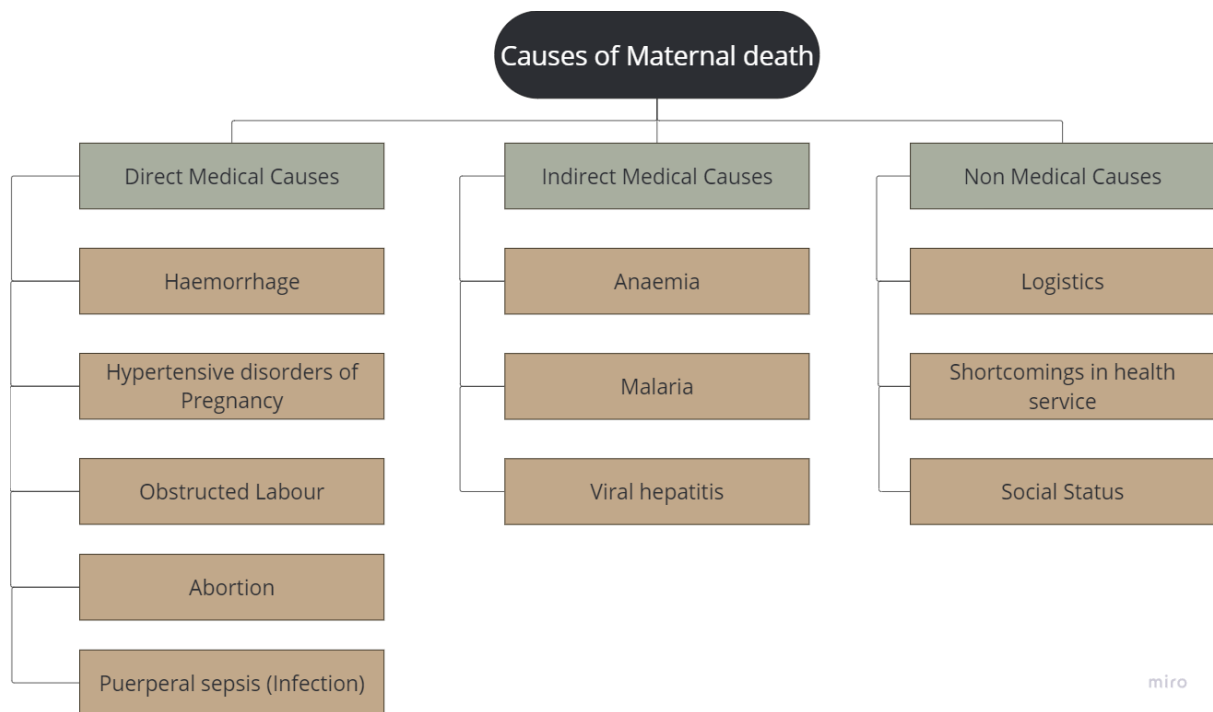 Causes of Maternal death
Direct Medical Causes
Haemorrhage
Hypertensive disorders of
Pregnancy
Obstructed Labour
Abortion
Puerperal sepsis (Infection)
Indirect Medical Causes
Anaemia
Malaria
Viral hepatitis
Non Medical Causes
Logistics
Shortcomings in health
service
Social Status
miro